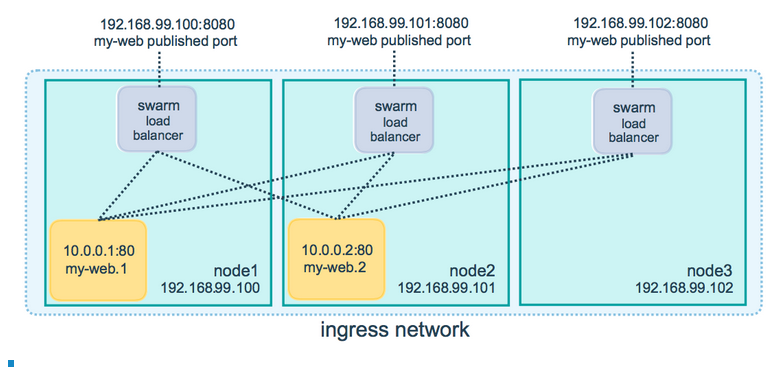 192.168.99.100:8080
my-web published port
192.168.99.101:8080
my-web published port
192.168.99.102:8080
my-web published port
swarm
load
balancer
swarm
load
balancer
swarm
load
balancer
10.0.0.1:80
my-web.1
node1
192.168.99.100
10.0.0.2:80
my-web.2
node2
192.168.99.101
node3
192.168.99.102
ingress network